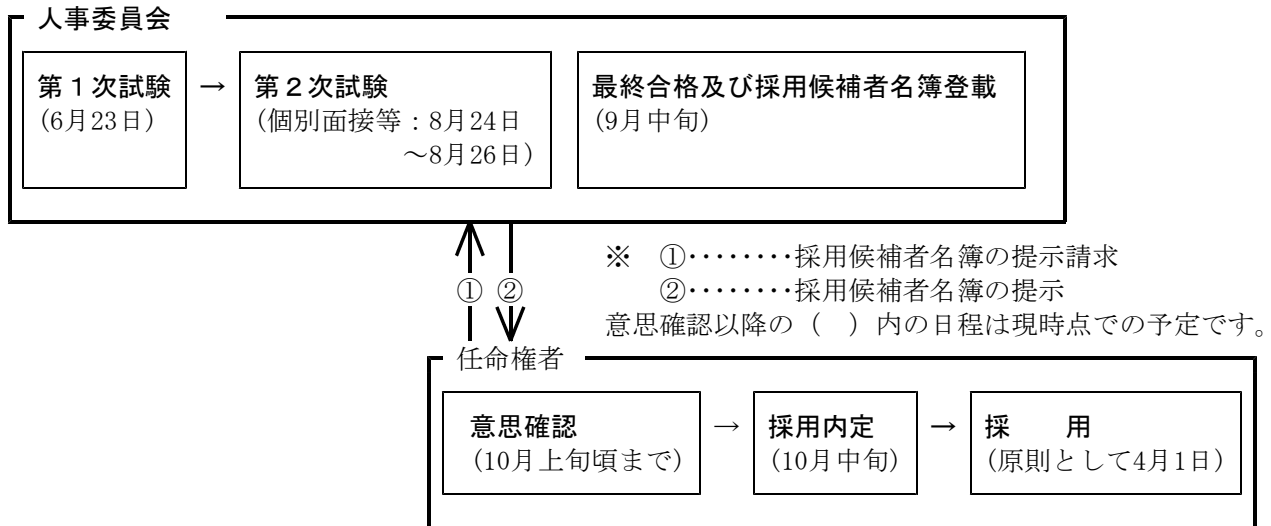 人事委員会
第１次試験 → 第２次試験 最終合格及び採用候補者名簿登載
(6月23日) (個別面接等：8月24日 (9月中旬)
～8月26日)
※ ①････････採用候補者名簿の提示請求
① ② ②････････採用候補者名簿の提示
意思確認以降の（ ）内の日程は現時点での予定です。
任命権者
意思確認 → 採用内定 → 採 用
(10月上旬頃まで) (10月中旬) (原則として4月1日)